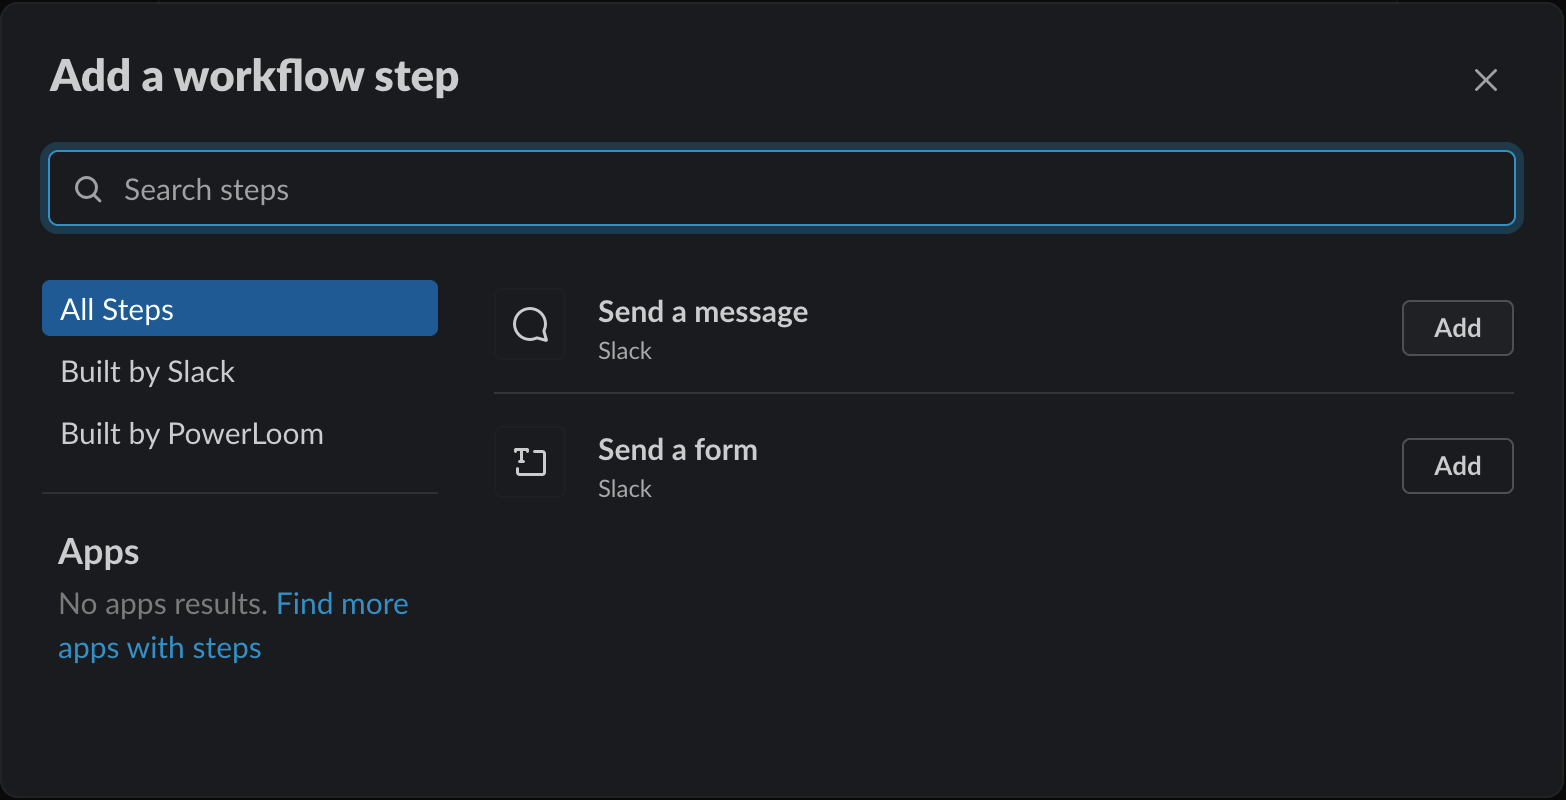 Add a workflow step
Search steps
All Steps
Built by Slack
Built by PowerLoom
Apps
No apps results. Find more
apps with steps
Send a message
Slack
Add
Send a form
Slack
Add